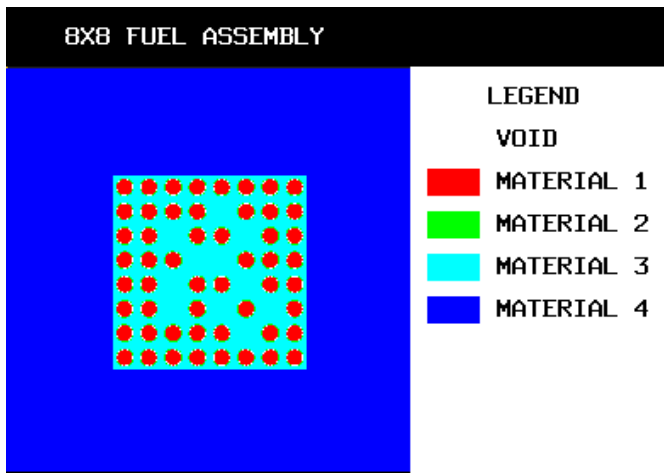 8X8 FUEL ASSEMBLY
LEGEND
VOID
MATERIAL 1
MATERIAL 2
MATERIAL 3
MATERIAL 4